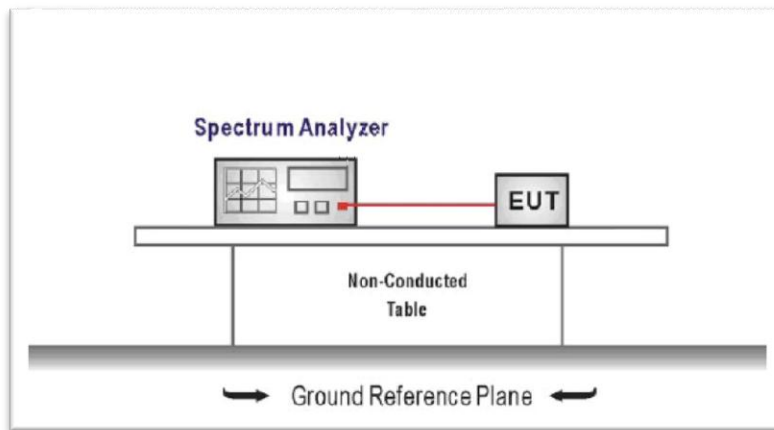 Spectrum Analyzer
EUT
Non-Conducted
Table
Ground Reference Plane